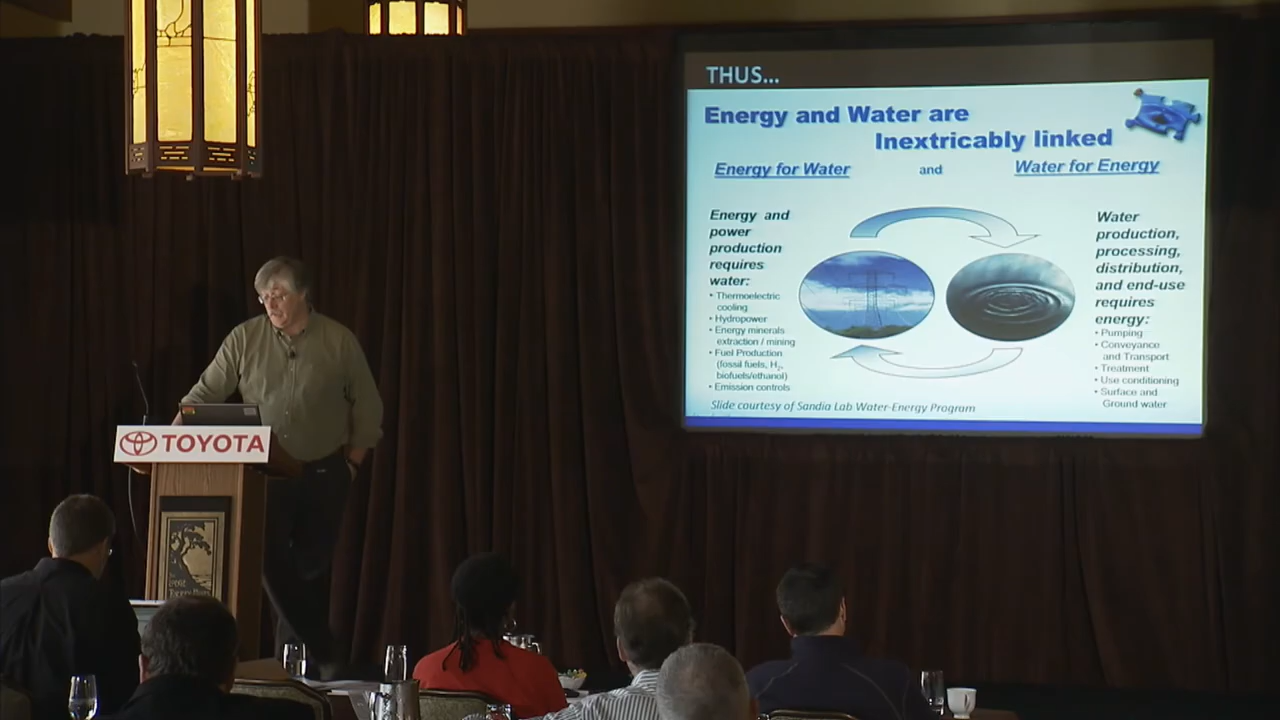 THUS...
Energy and Water are
Inextricably linked
Energy for Water and Water for Energy
Energy and
power
production
requires
water:
• Thermoelectric
cooling
• Hydropower
• Energy minerals
extraction / mining
• Fuel Production
(fossil fuels, H2,
biofuels/ethanol)
• Emission controls
Water
production,
processing,
distribution,
and end-use
requires
energy:
• Pumping
• Conveyance
and Transport
• Treatment
• Use conditioning
• Surface and
Ground water
Slide courtesy of Sandia Lab Water-Energy Program
TOYOTA